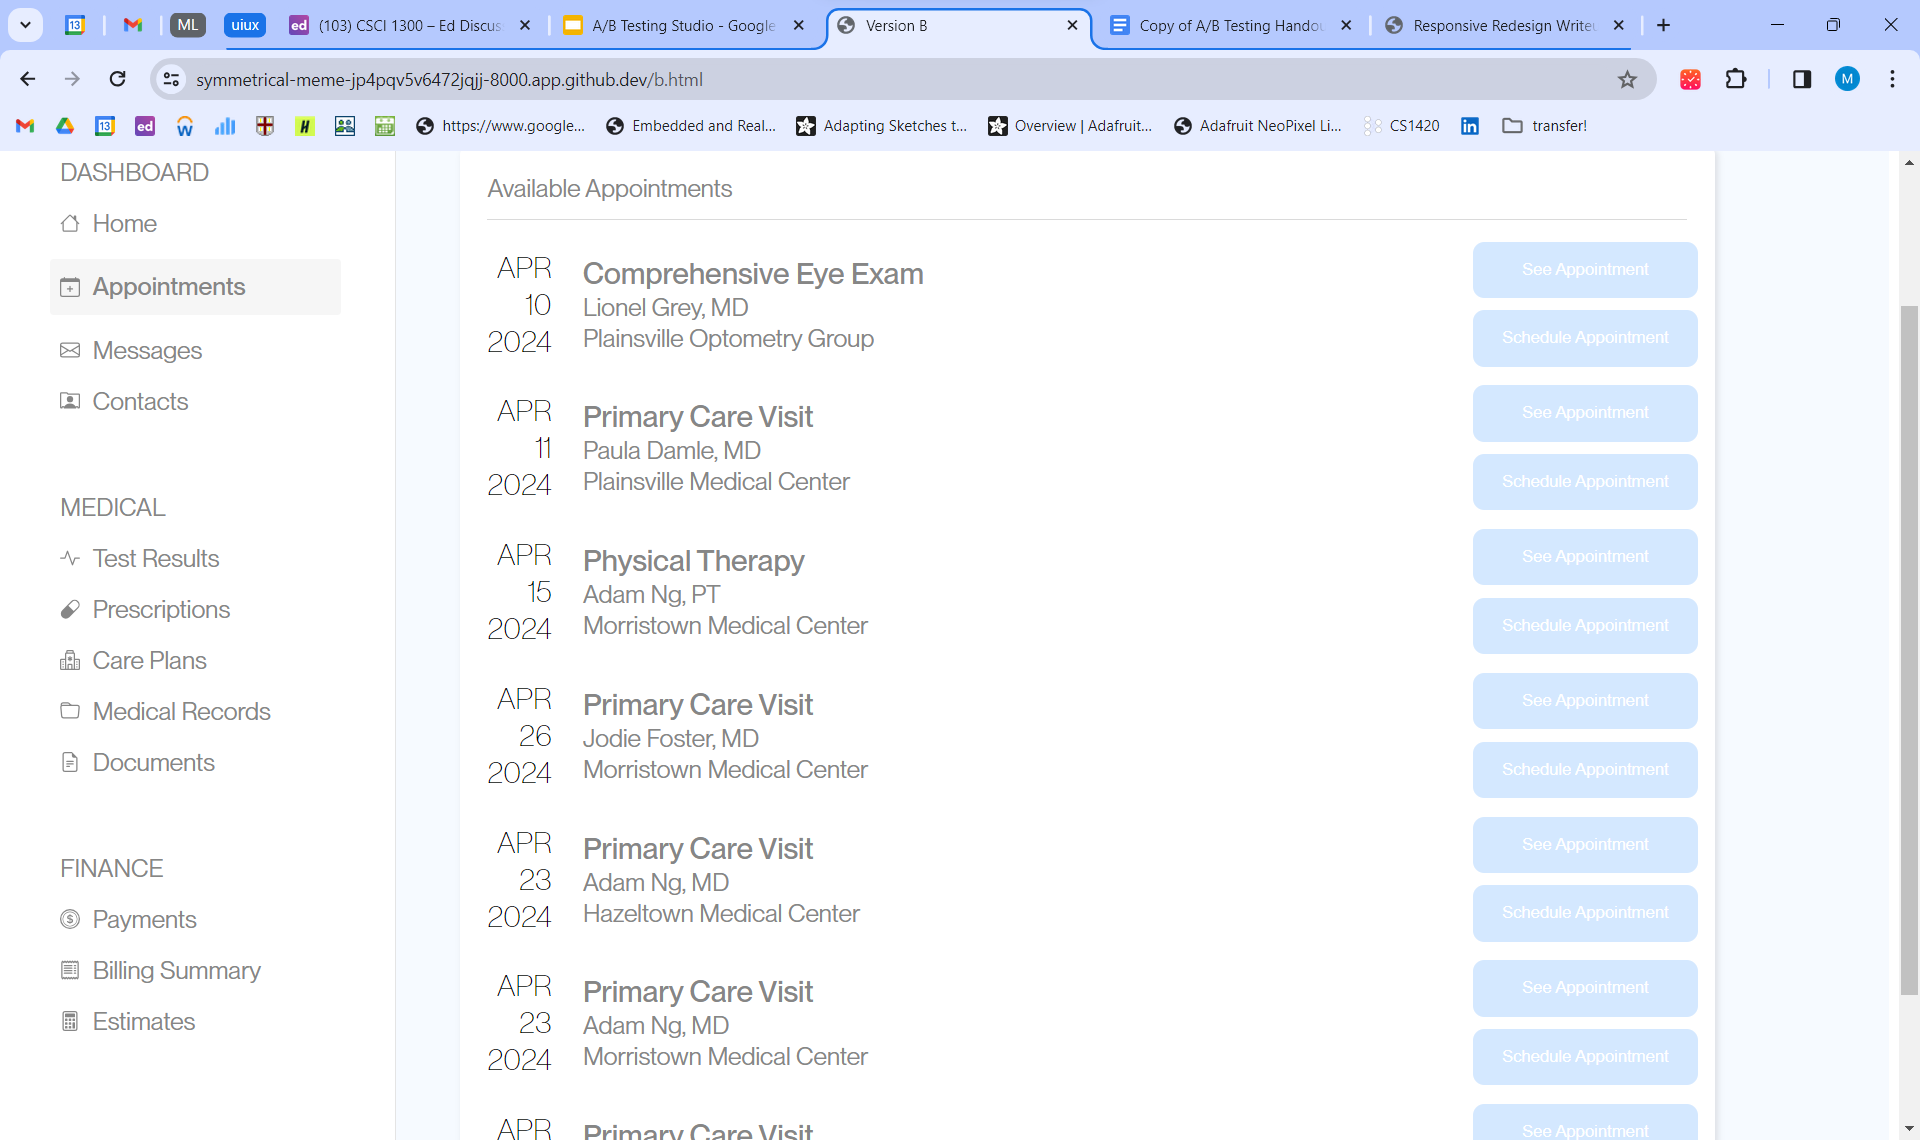 ML
uiux
(103) CSCI 1300 – Ed Discus
A/B Testing Studio - Google
Version B
Copy of A/B Testing Handou
Responsive Redesign Writeu
symmetrical-meme-jp4pqv5v6472jqjj-8000.app.github.dev/b.html
M
https://www.google...
Embedded and Real...
Adapting Sketches t...
Overview | Adafruit...
Adafruit NeoPixel Li...
CS1420
transfer!
DASHBOARD
Home
Appointments
Messages
Contacts
MEDICAL
Test Results
Prescriptions
Care Plans
Medical Records
Documents
FINANCE
Payments
Billing Summary
Estimates
Available Appointments
APR
10
2024
Comprehensive Eye Exam
Lionel Grey, MD
Plainsville Optometry Group
See Appointment
Schedule Appointment
APR
11
2024
Primary Care Visit
Paula Damle, MD
Plainsville Medical Center
See Appointment
Schedule Appointment
APR
15
2024
Physical Therapy
Adam Ng, PT
Morristown Medical Center
See Appointment
Schedule Appointment
APR
26
2024
Primary Care Visit
Jodie Foster, MD
Morristown Medical Center
See Appointment
Schedule Appointment
APR
23
2024
Primary Care Visit
Adam Ng, MD
Hazeltown Medical Center
See Appointment
Schedule Appointment
APR
23
2024
Primary Care Visit
Adam Ng, MD
Morristown Medical Center
See Appointment
Schedule Appointment
APR
Primary Care Visit
See Appointment